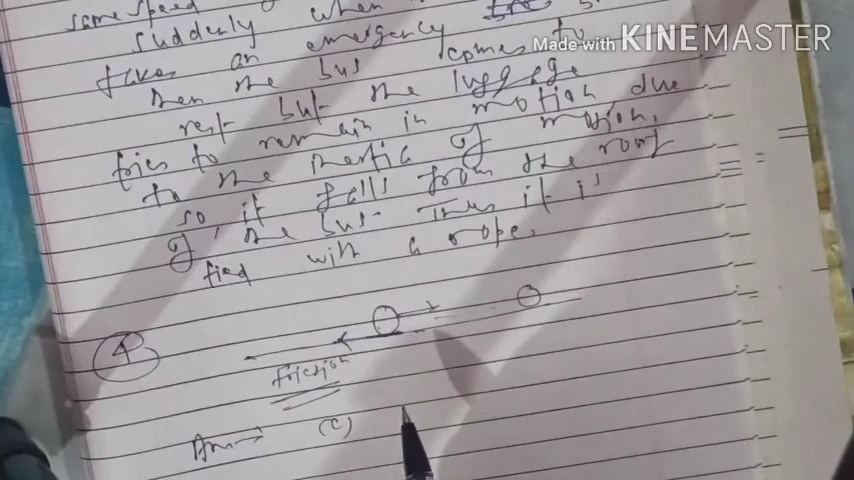 same speed
suddenly when
takes an emergency
then the bus comes to
rest but the luggege
tries to remain in motion, due
to the inertia of motion.
so, it falls from the roof
of, the bus. Thus it is
tied with a rope.
4
friction
Ans→ (c)
Made with KINEMASTER